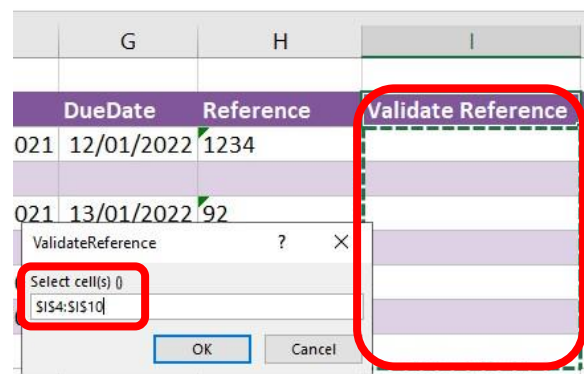 G H I
DueDate Reference Validate Reference
021 12/01/2022 1234
021 13/01/2022 92
ValidateReference ? ×
Select cell(s) ()
$I$4:$I$10
OK Cancel